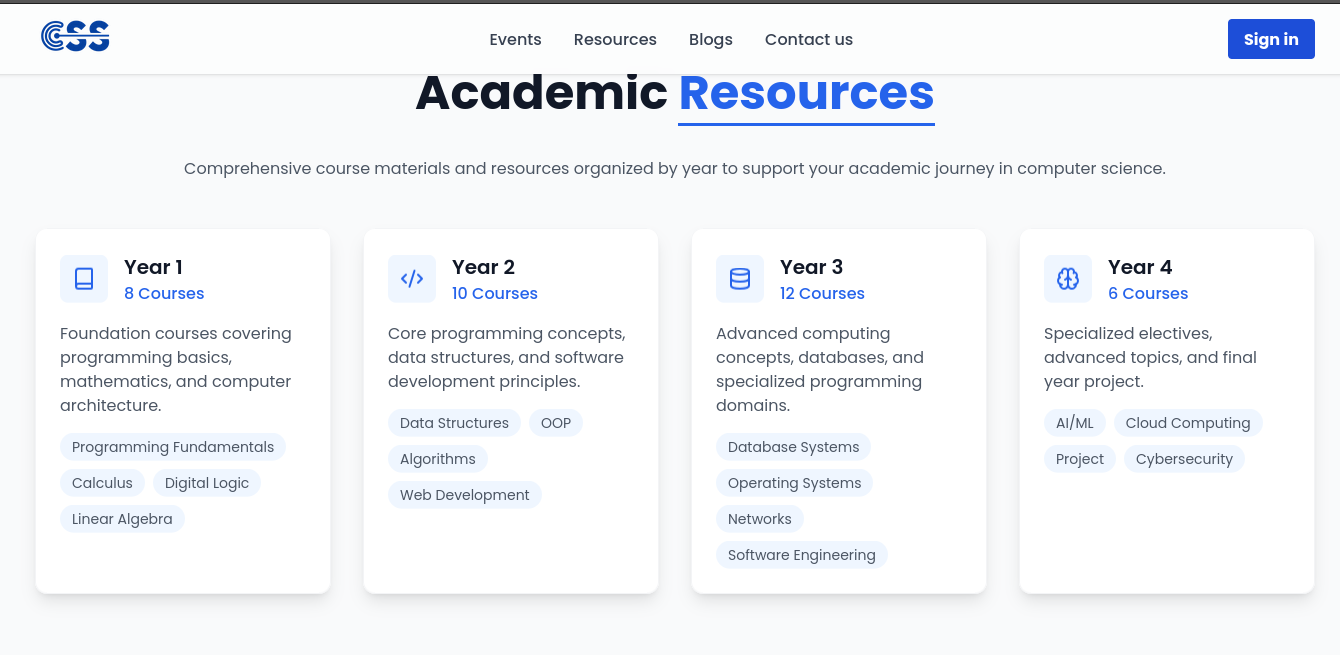 CSS
Events Resources Blogs Contact us Sign in
Academic Resources
Comprehensive course materials and resources organized by year to support your academic journey in computer science.
Year 1
8 Courses
Foundation courses covering
programming basics,
mathematics, and computer
architecture.
Programming Fundamentals
Calculus Digital Logic
Linear Algebra
Year 2
10 Courses
Core programming concepts,
data structures, and software
development principles.
Data Structures OOP
Algorithms
Web Development
Year 3
12 Courses
Advanced computing
concepts, databases, and
specialized programming
domains.
Database Systems
Operating Systems
Networks
Software Engineering
Year 4
6 Courses
Specialized electives,
advanced topics, and final
year project.
AI/ML Cloud Computing
Project Cybersecurity